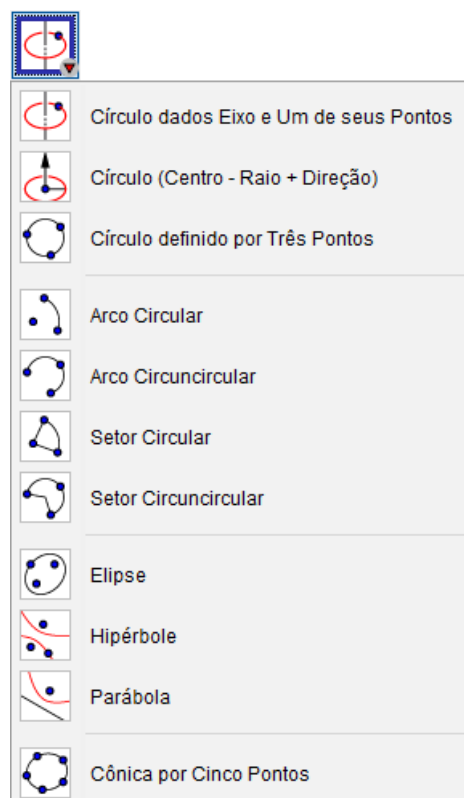 Círculo dados Eixo e Um de seus Pontos
Círculo (Centro - Raio + Direção)
Círculo definido por Três Pontos
Arco Circular
Arco Circuncircular
Setor Circular
Setor Circuncircular
Elipse
Hipérbole
Parábola
Cônica por Cinco Pontos